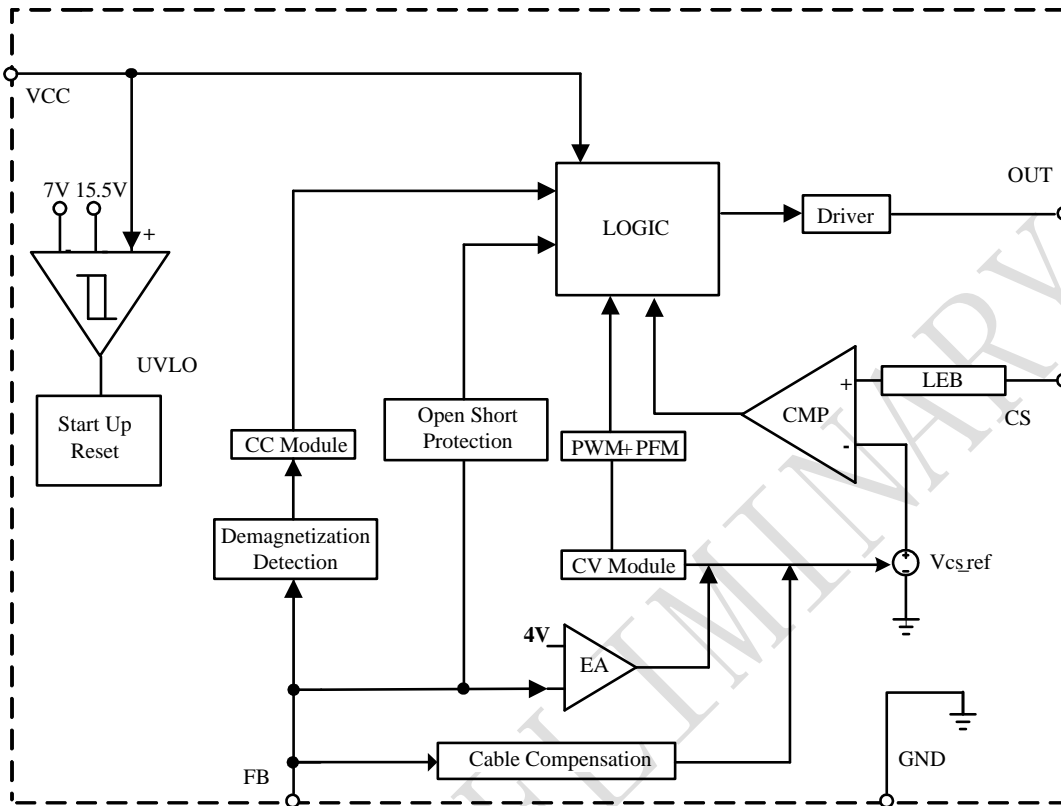 VCC
7V 15.5V
+
-
-
UVLO
Start Up
Reset
LOGIC
Driver
OUT
CC Module
Open Short
Protection
PWM+PFM
CMP
+
-
LEB
CS
Demagnetization
Detection
CV Module
+
-
Vcs_ref
4V
EA
Cable Compensation
FB
GND
ELIMINARY